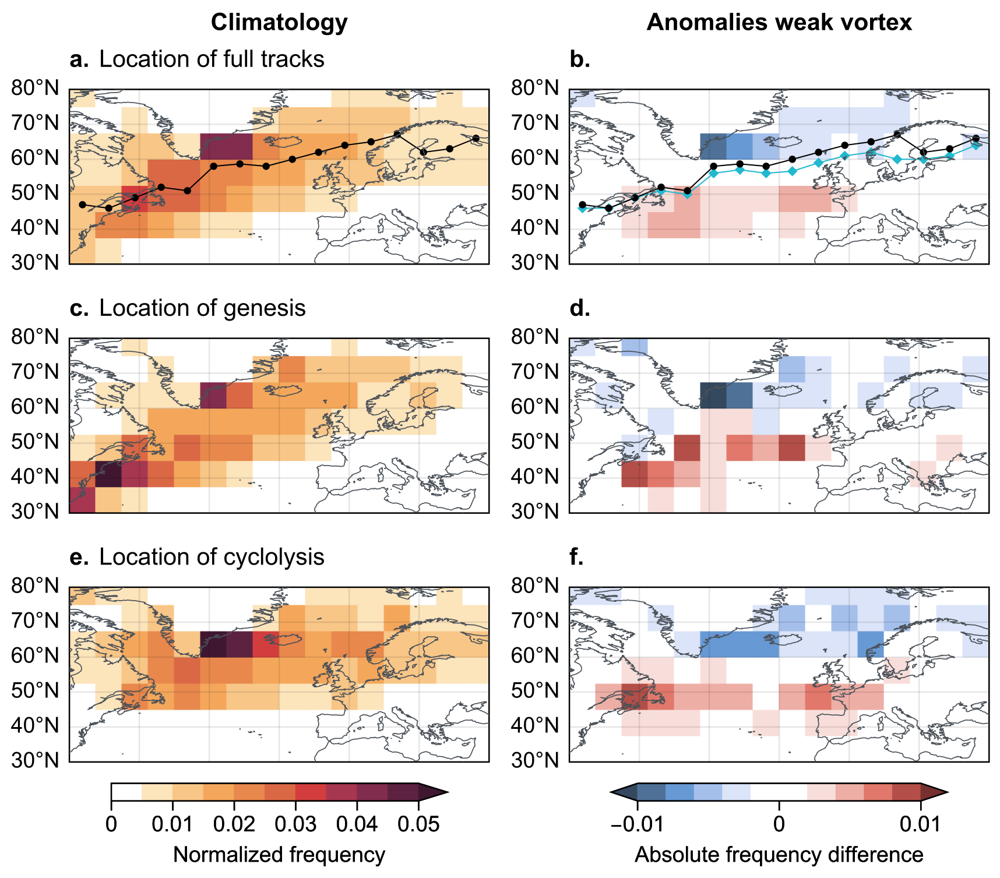 Climatology
Anomalies weak vortex
a. Location of full tracks
b.
80°N
70°N
60°N
50°N
40°N
30°N
80°N
70°N
60°N
50°N
40°N
30°N
c. Location of genesis
d.
80°N
70°N
60°N
50°N
40°N
30°N
80°N
70°N
60°N
50°N
40°N
30°N
e. Location of cyclolysis
f.
80°N
70°N
60°N
50°N
40°N
30°N
80°N
70°N
60°N
50°N
40°N
30°N
0 0.01 0.02 0.03 0.04 0.05
Normalized frequency
−0.01 0 0.01
Absolute frequency difference